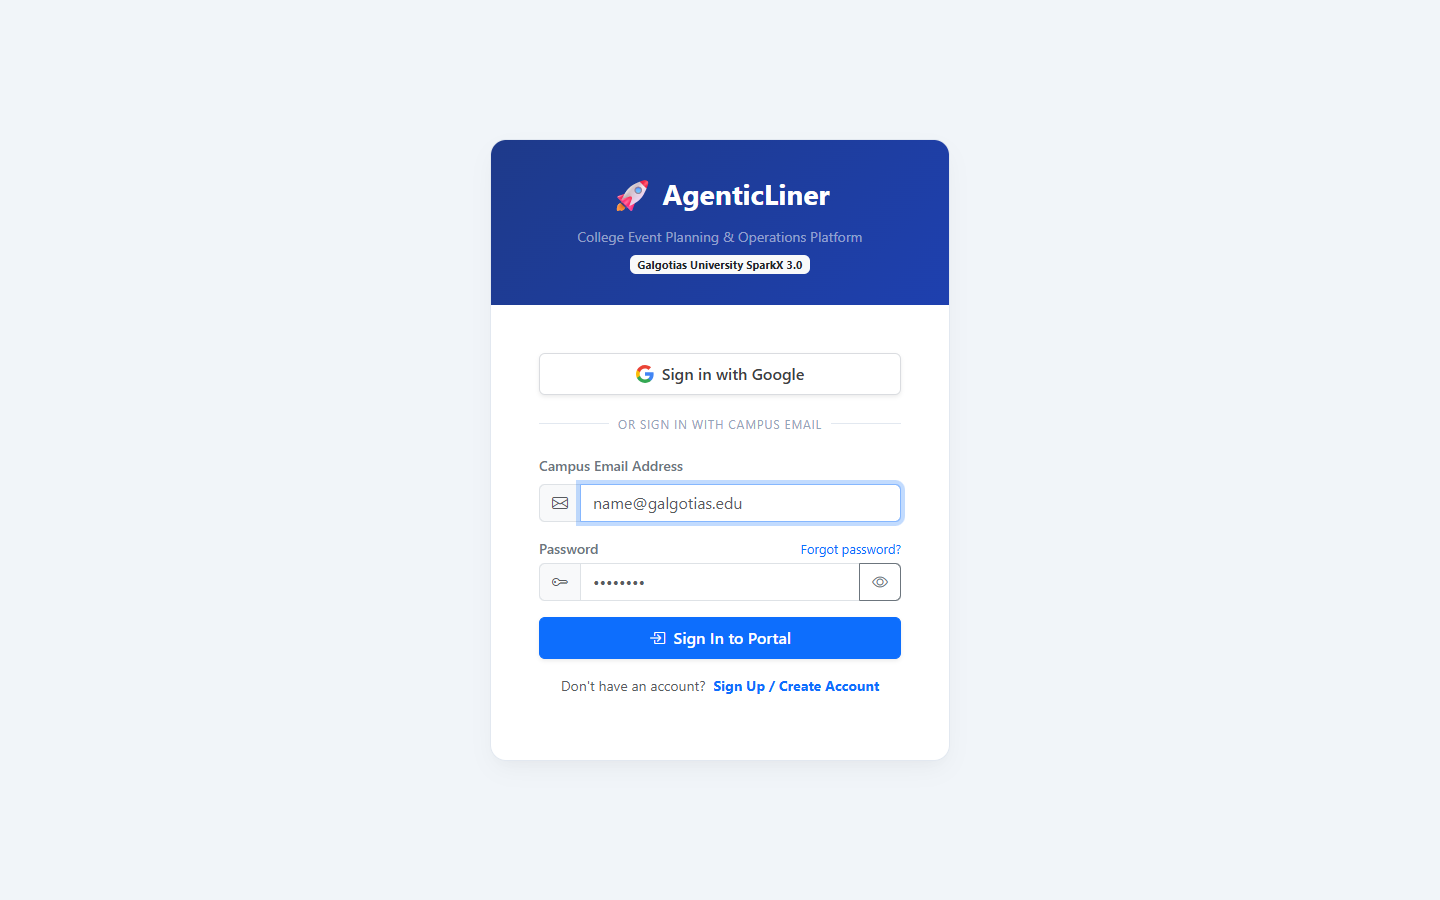 🚀 AgenticLiner
College Event Planning & Operations Platform
Galgotias University SparkX 3.0
Sign in with Google
OR SIGN IN WITH CAMPUS EMAIL
Campus Email Address
name@galgotias.edu
Password Forgot password?
••••••••
Sign In to Portal
Don't have an account? Sign Up / Create Account